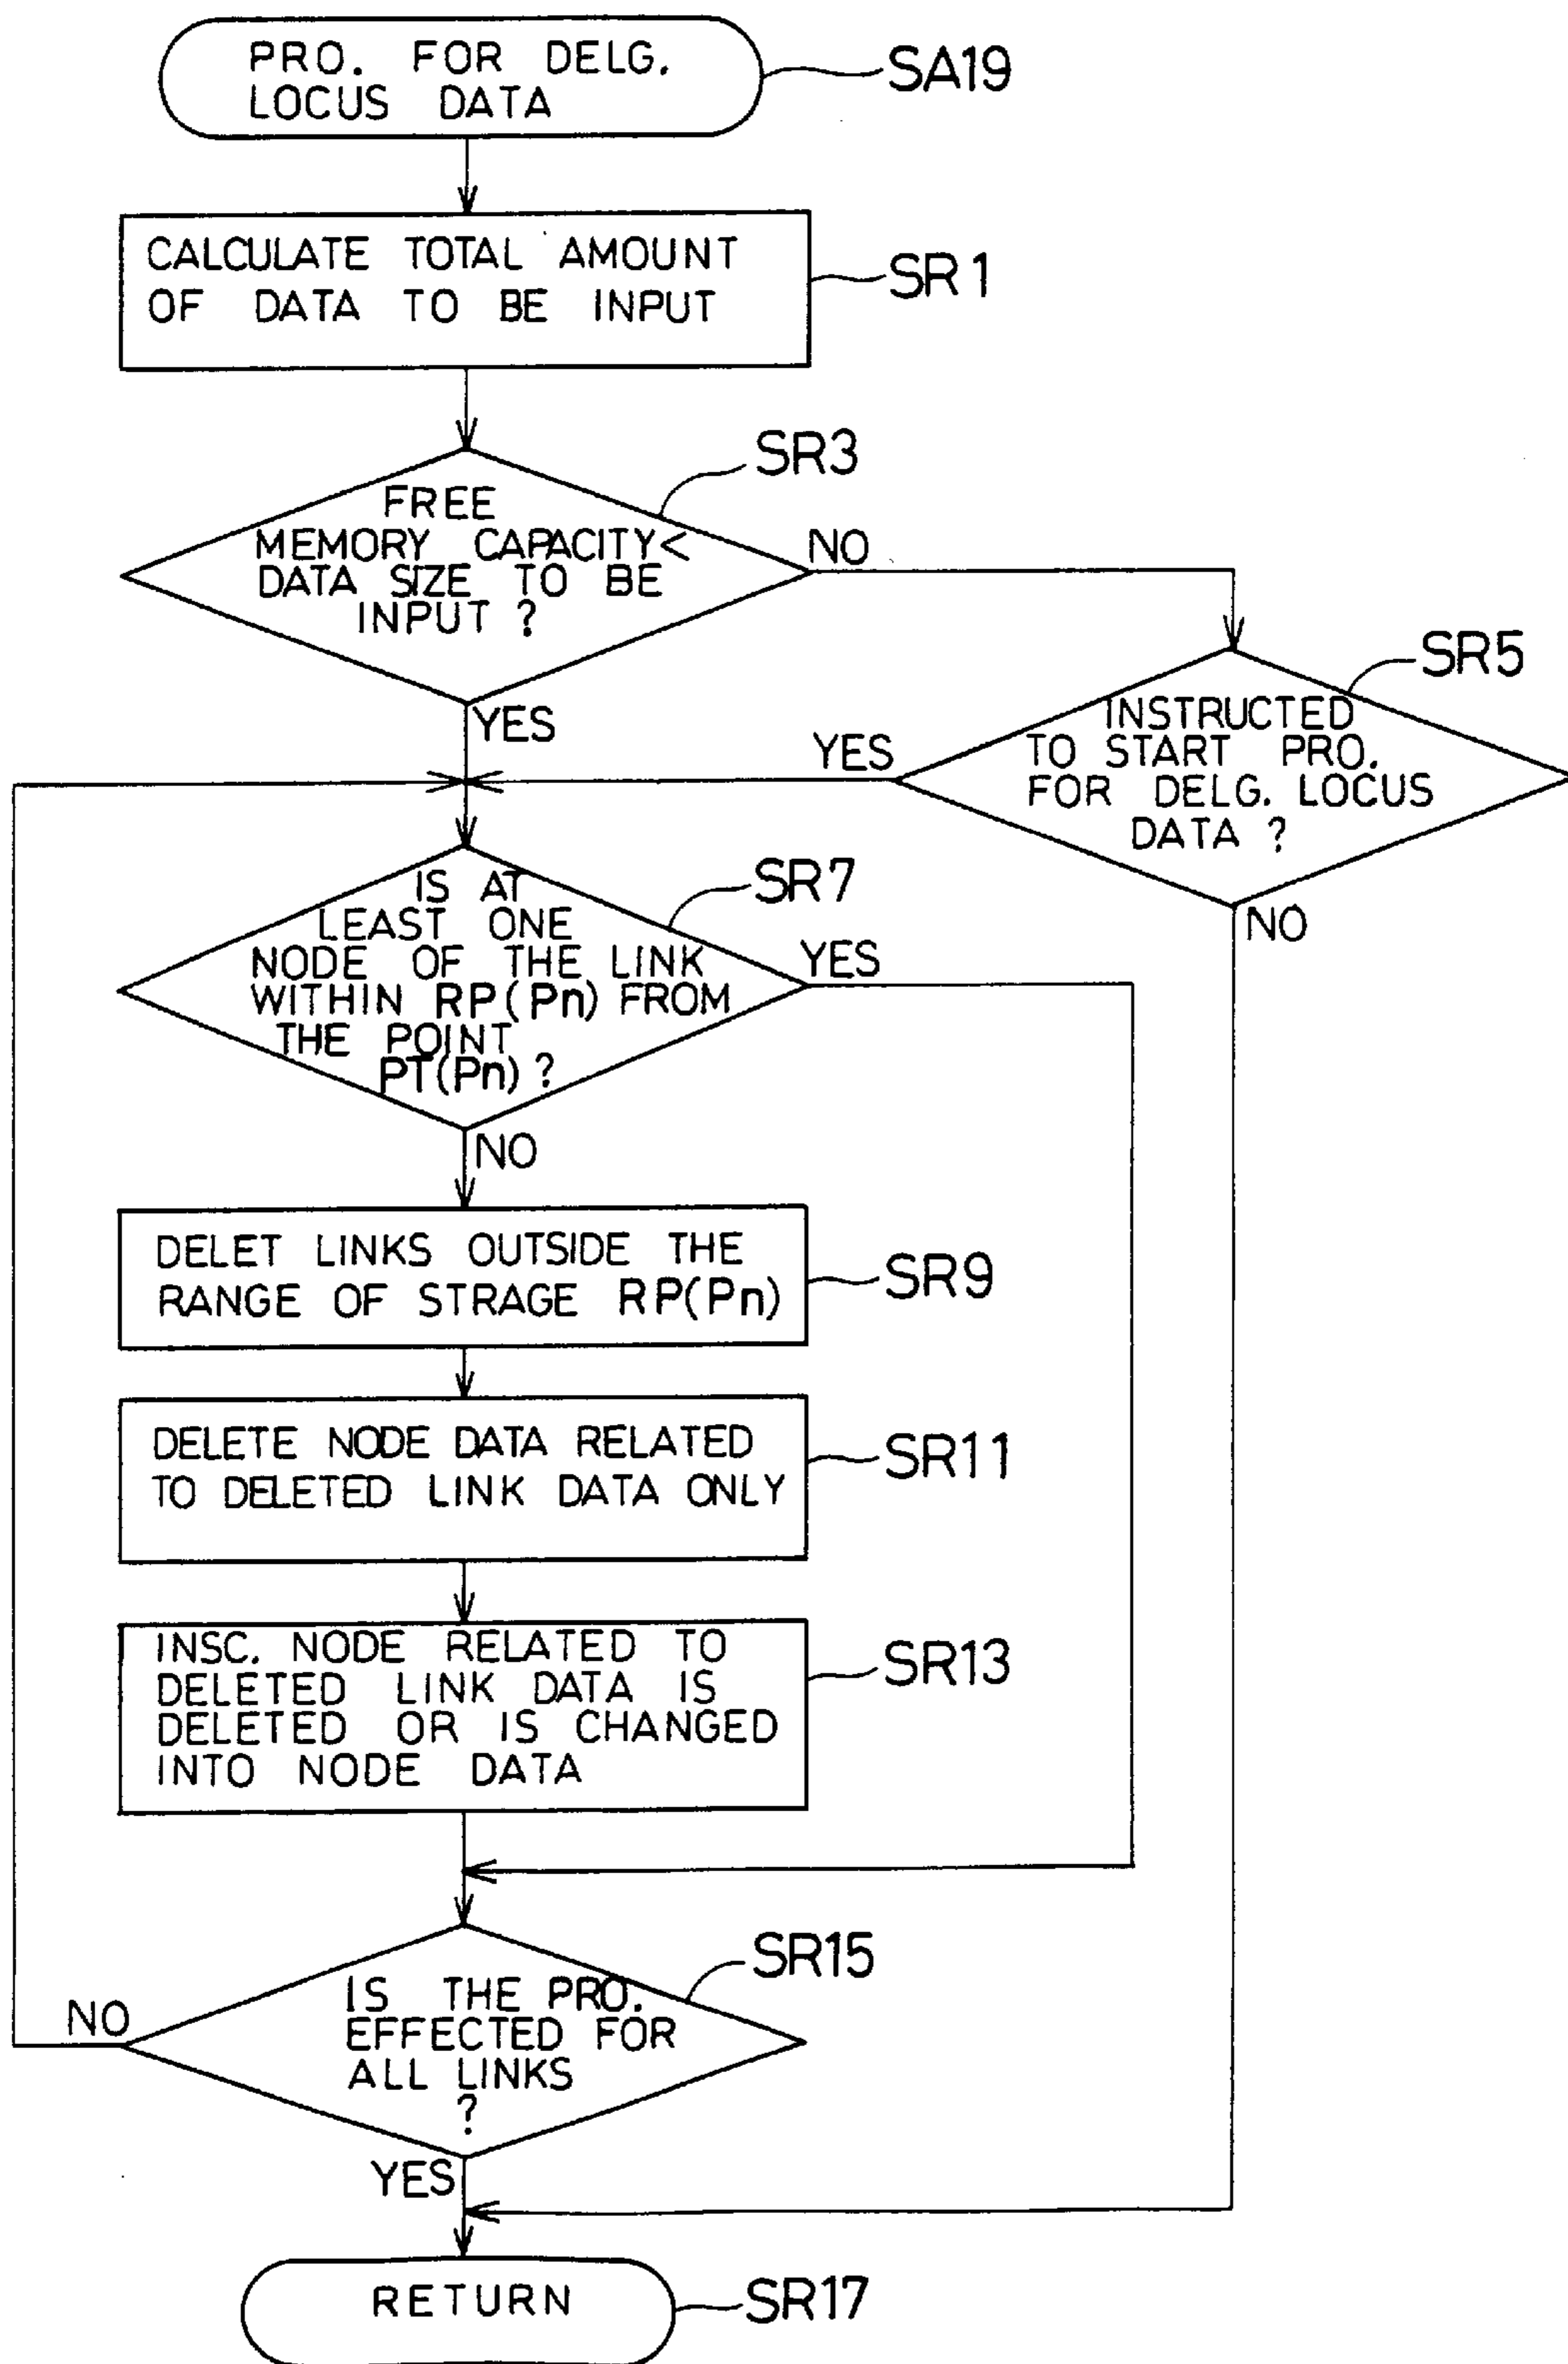 PRO. FOR DELG.
LOCUS DATA
SA19
CALCULATE TOTAL AMOUNT
OF DATA TO BE INPUT
SR1
SR3
FREE
MEMORY CAPACITY<
DATA SIZE TO BE
INPUT ?
NO
YES
SR5
INSTRUCTED
TO START PRO.
FOR DELG. LOCUS
DATA ?
YES
NO
SR7
IS AT
LEAST ONE
NODE OF THE LINK
WITHIN RP(Pn) FROM
THE POINT
PT(Pn) ?
YES
NO
DELET LINKS OUTSIDE THE
RANGE OF STRAGE RP(Pn)
SR9
DELETE NODE DATA RELATED
TO DELETED LINK DATA ONLY
SR11
INSC. NODE RELATED TO
DELETED LINK DATA IS
DELETED OR IS CHANGED
INTO NODE DATA
SR13
SR15
IS THE PRO.
EFFECTED FOR
ALL LINKS
?
NO
YES
RETURN
SR17